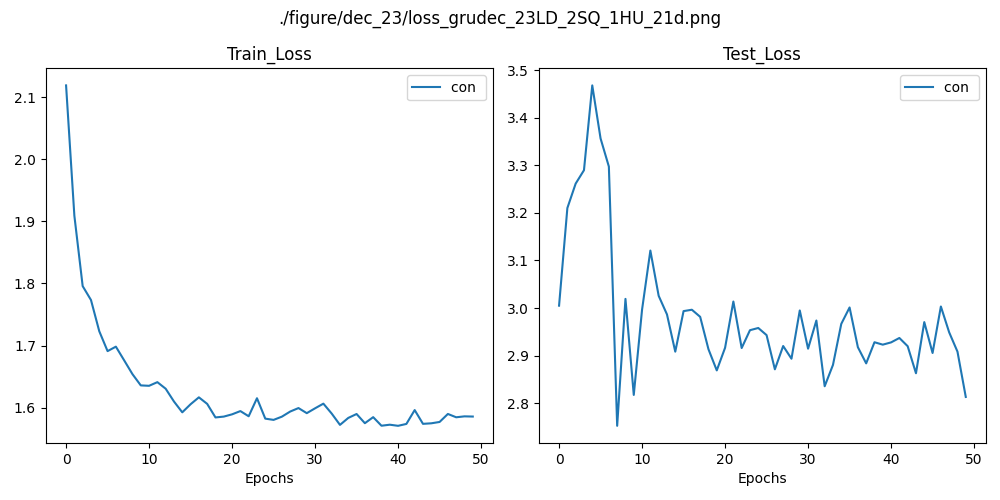 ./figure/dec_23/loss_grudec_23LD_2SQ_1HU_21d.png
Train_Loss
con
2.1
2.0
1.9
1.8
1.7
1.6
0 10 20 30 40 50
Epochs
Test_Loss
con
3.5
3.4
3.3
3.2
3.1
3.0
2.9
2.8
0 10 20 30 40 50
Epochs